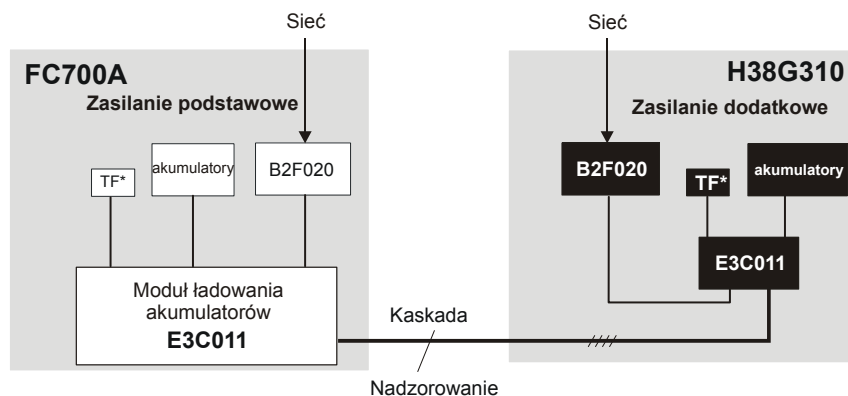 Sieć
FC700A
Zasilanie podstawowe
TF*
akumulatory
B2F020
Moduł ładowania
akumulatorów
E3C011
Kaskada
Nadzorowanie
Sieć
H38G310
Zasilanie dodatkowe
B2F020
TF*
akumulatory
E3C011